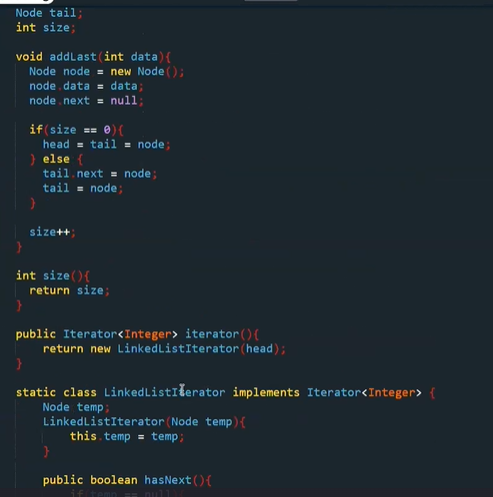 Node tail;
int size;
void addLast(int data){
Node node = new Node();
node.data = data;
node.next = null;
if(size == 0){
head = tail = node;
} else {
tail.next = node;
tail = node;
}
size++;
}
int size(){
return size;
}
public Iterator<Integer> iterator(){
return new LinkedListIterator(head);
}
static class LinkedListIterator implements Iterator<Integer> {
Node temp;
LinkedListIterator(Node temp){
this.temp = temp;
}
public boolean hasNext(){
if(temp == null){